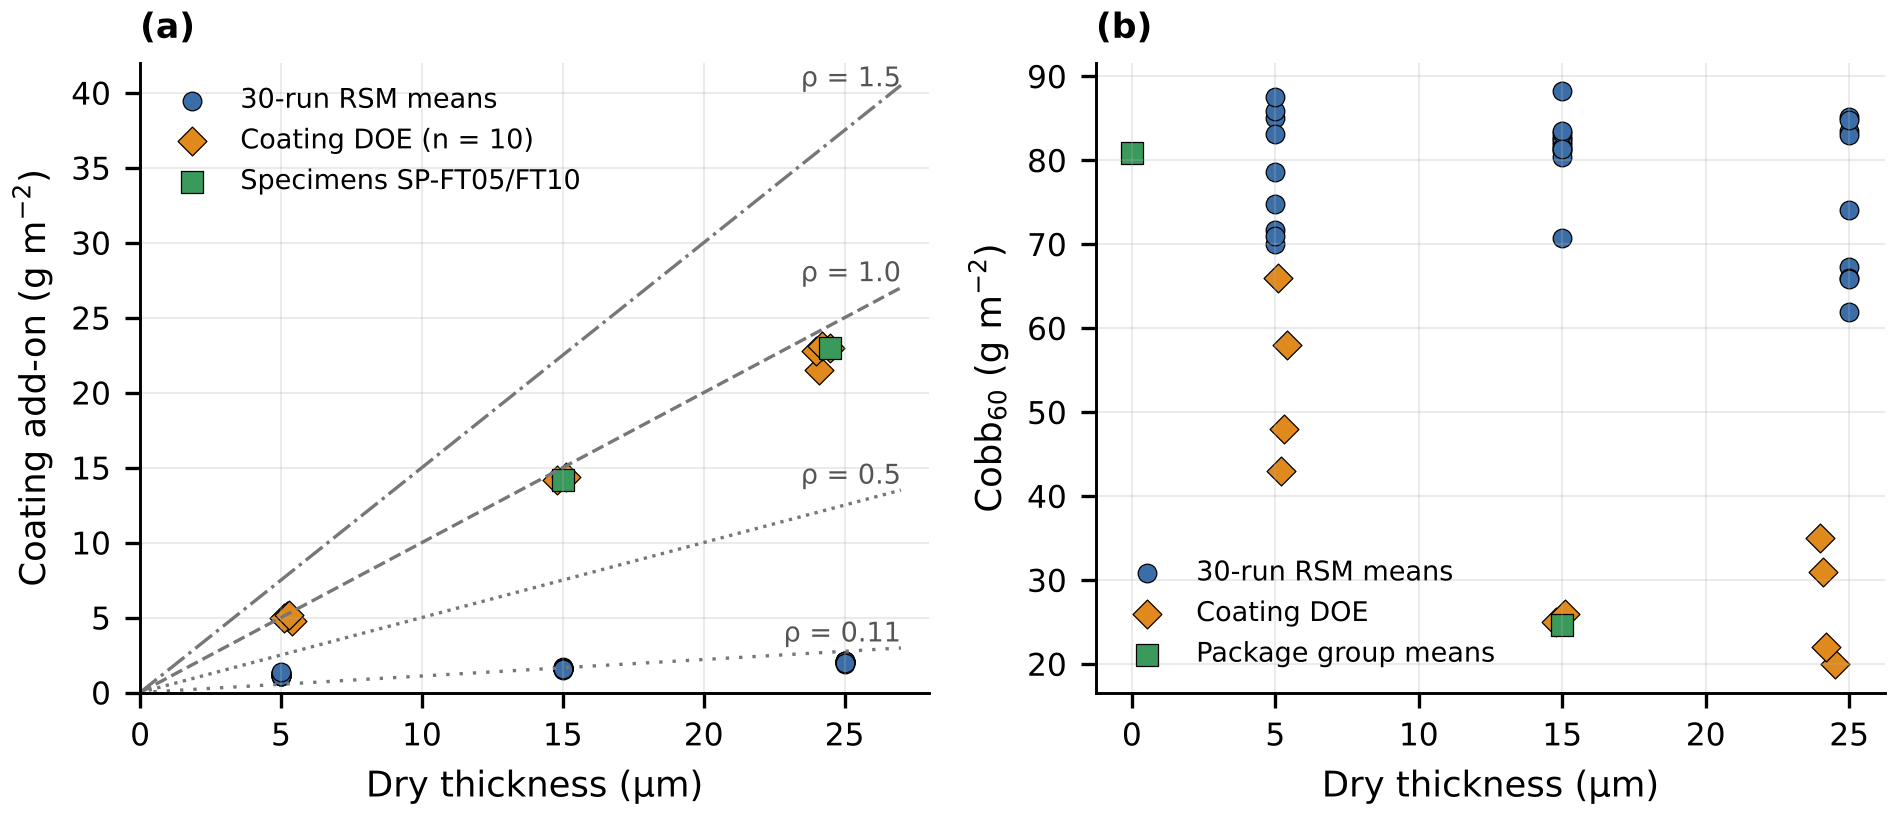 (a)
Coating add-on (g m⁻²)
40
35
30
25
20
15
10
5
0
30-run RSM means
Coating DOE (n = 10)
Specimens SP-FT05/FT10
ρ = 1.5
ρ = 1.0
ρ = 0.5
ρ = 0.11
0 5 10 15 20 25
Dry thickness (μm)
(b)
Cobb₆₀ (g m⁻²)
90
80
70
60
50
40
30
20
30-run RSM means
Coating DOE
Package group means
0 5 10 15 20 25
Dry thickness (μm)